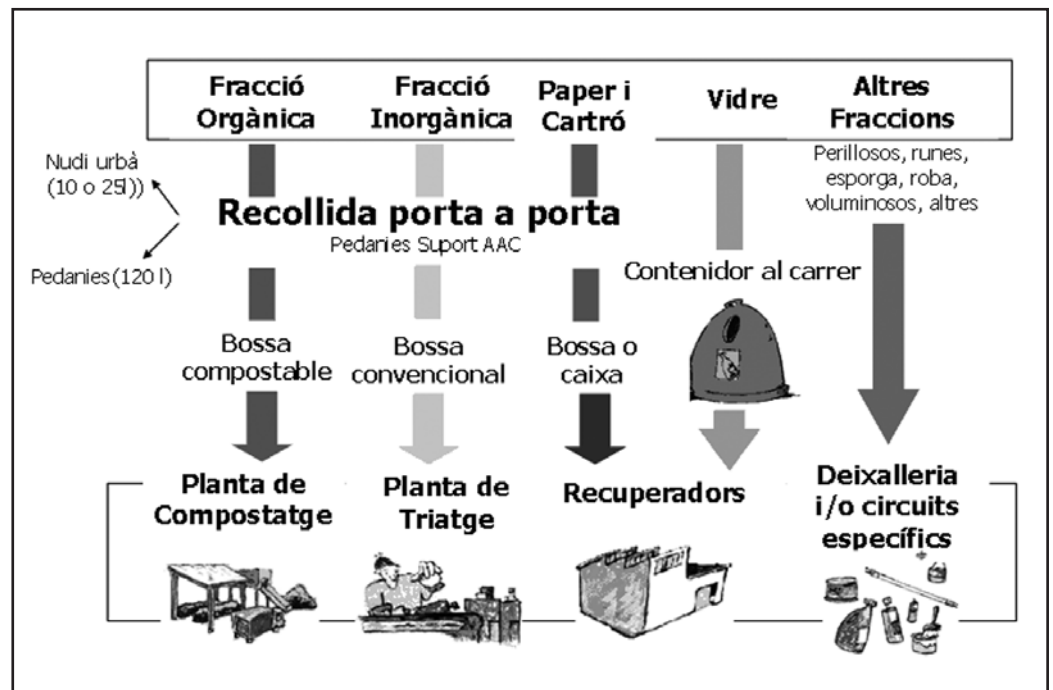 Fracció
Orgànica
Fracció
Inorgànica
Paper i
Cartró
Vidre
Altres
Fraccions
Perillosos, runes,
esporga, roba,
voluminosos, altres
Nudi urbà
(10 o 25l))
Pedanies (120 l)
Recollida porta a porta
Pedanies Suport AAC
Contenidor al carrer
Bossa
compostable
Bossa
convencional
Bossa o
caixa
Planta de
Compostatge
Planta de
Triatge
Recuperadors
Deixalleria
i/o circuits
específics